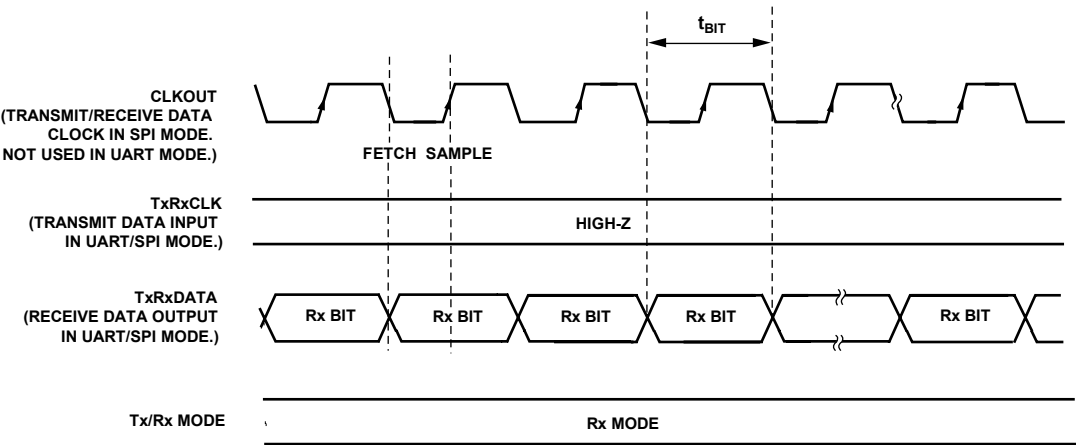 tBIT
CLKOUT
(TRANSMIT/RECEIVE DATA
CLOCK IN SPI MODE.
NOT USED IN UART MODE.)
FETCH SAMPLE
TxRxCLK
(TRANSMIT DATA INPUT
IN UART/SPI MODE.)
HIGH-Z
TxRxDATA
(RECEIVE DATA OUTPUT
IN UART/SPI MODE.)
Rx BIT Rx BIT Rx BIT Rx BIT Rx BIT
Tx/Rx MODE
Rx MODE